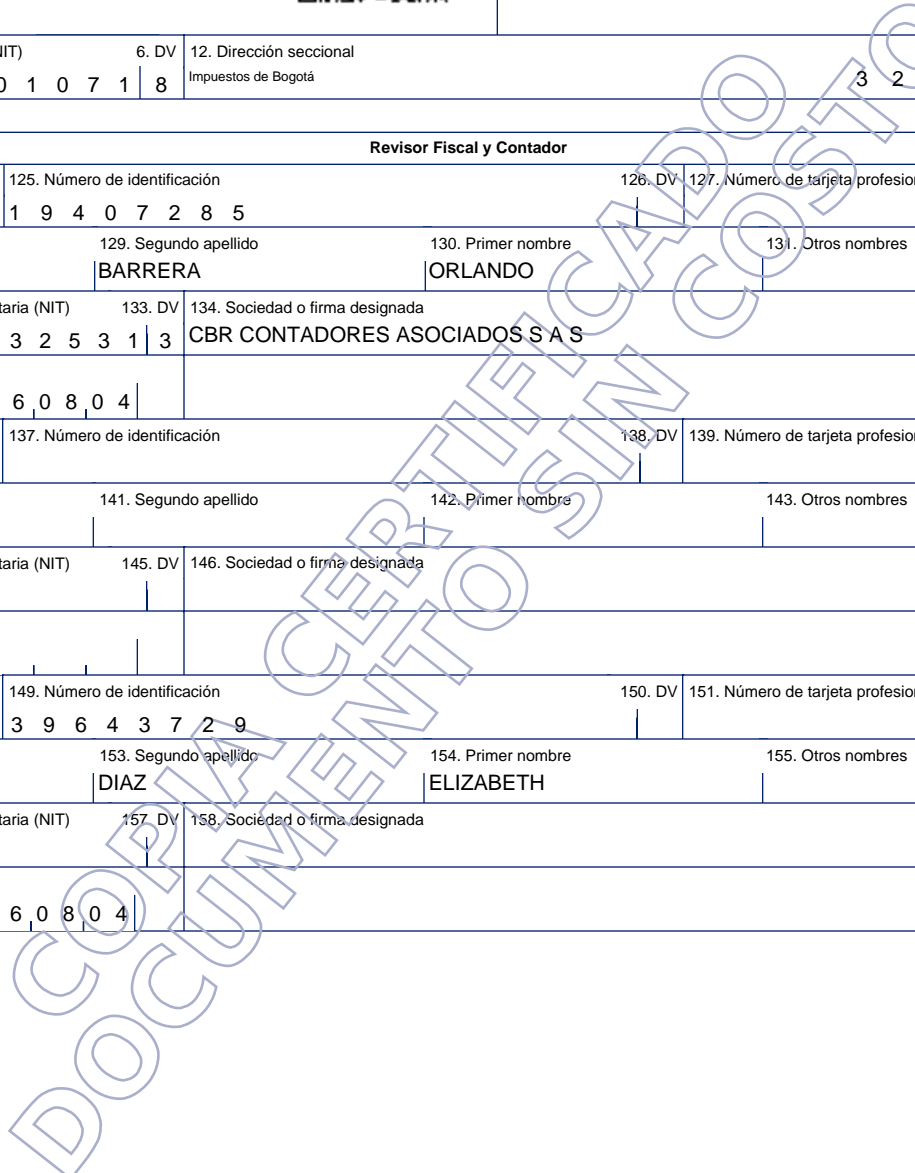 IT) 6. DV 12. Dirección seccional
0 1 0 7 1 8 Impuestos de Bogotá 3 2
Revisor Fiscal y Contador
125. Número de identificación 126. DV 127. Número de tarjeta profesion
1 9 4 0 7 2 8 5
129. Segundo apellido 130. Primer nombre 131. Otros nombres
BARRERA ORLANDO
taria (NIT) 133. DV 134. Sociedad o firma designada
3 2 5 3 1 3 CBR CONTADORES ASOCIADOS S A S
6 0 8 0 4
137. Número de identificación 138. DV 139. Número de tarjeta profesion
141. Segundo apellido 142. Primer nombre 143. Otros nombres
taria (NIT) 145. DV 146. Sociedad o firma designada
149. Número de identificación 150. DV 151. Número de tarjeta profesion
3 9 6 4 3 7 2 9
153. Segundo apellido 154. Primer nombre 155. Otros nombres
DIAZ ELIZABETH
taria (NIT) 157. DV 158. Sociedad o firma designada
6 0 8 0 4
COPIA CERTIFICADO
DOCUMENTO SIN COSTO